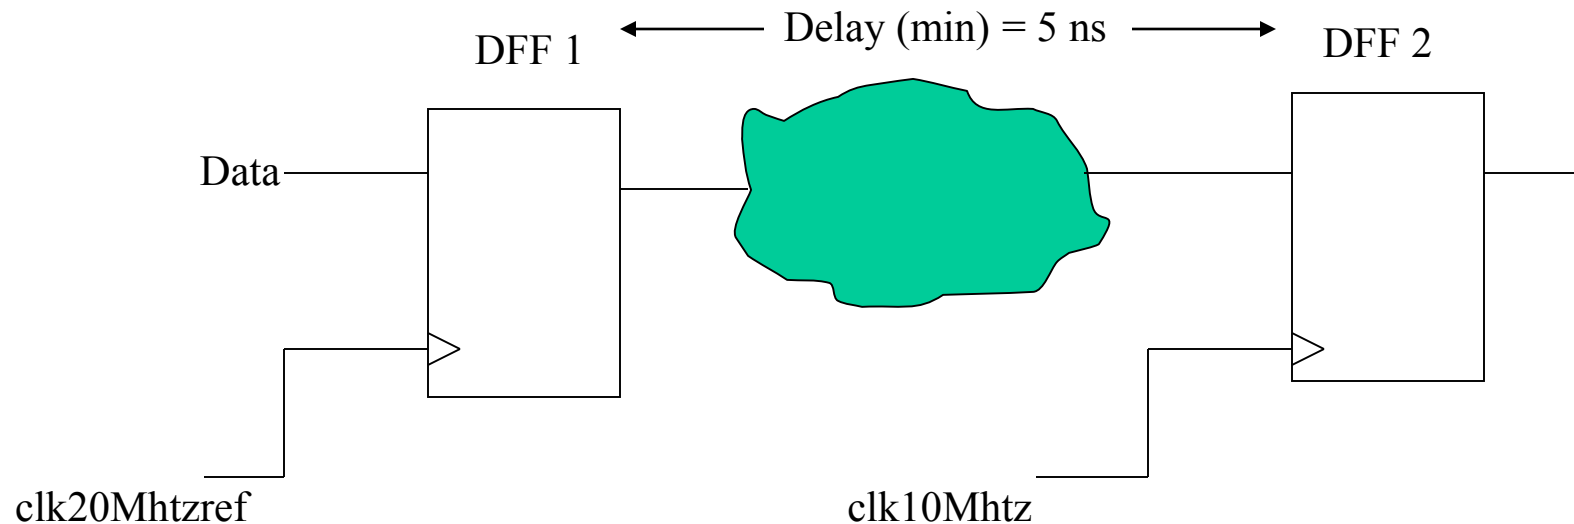 Delay (min) = 5 ns
DFF 1
DFF 2
Data
clk20Mhtzref
clk10Mhtz